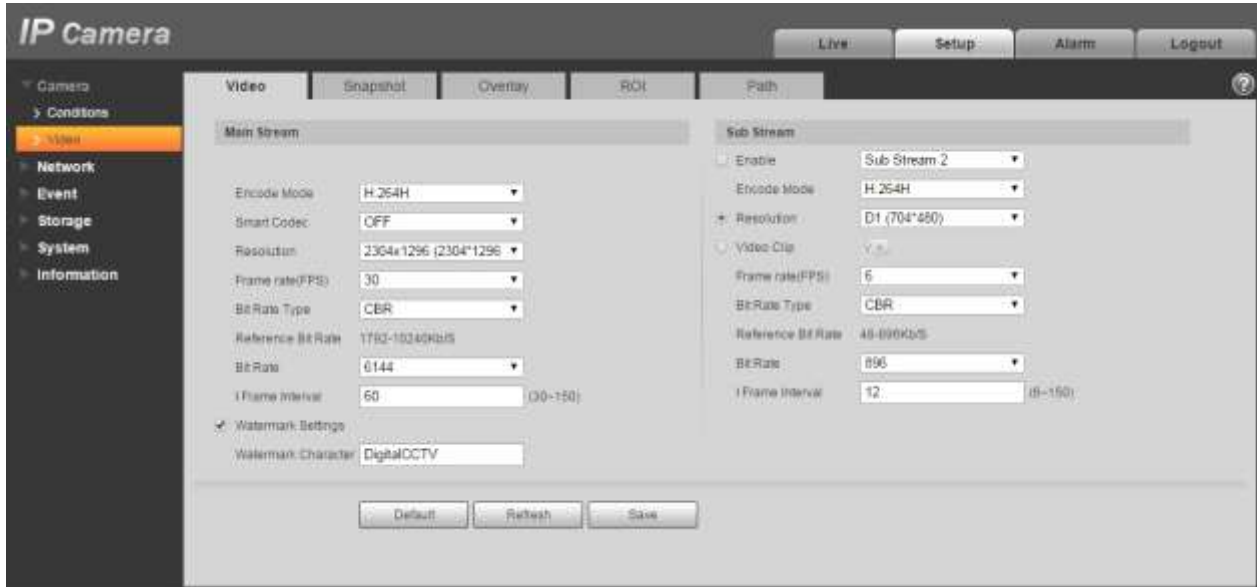 IP Camera
Live Setup Alarm Logout
Camera
Conditions
Video
Network
Event
Storage
System
Information
Video Snapshot Overlay ROI Path
Main Stream
Encode Mode H.264H
Smart Codec OFF
Resolution 2304x1296 (2304*1296
Frame rate(FPS) 30
Bit Rate Type CBR
Reference Bit Rate 1792-10240Kb/S
Bit Rate 6144
I Frame Interval 60 (30~150)
Watermark Settings
Watermark Character DigitalCCTV
Sub Stream
Enable Sub Stream 2
Encode Mode H.264H
Resolution D1 (704*480)
Video Clip
Frame rate(FPS) 6
Bit Rate Type CBR
Reference Bit Rate 48-896Kb/S
Bit Rate 896
I Frame Interval 12 (6~150)
Default Refresh Save